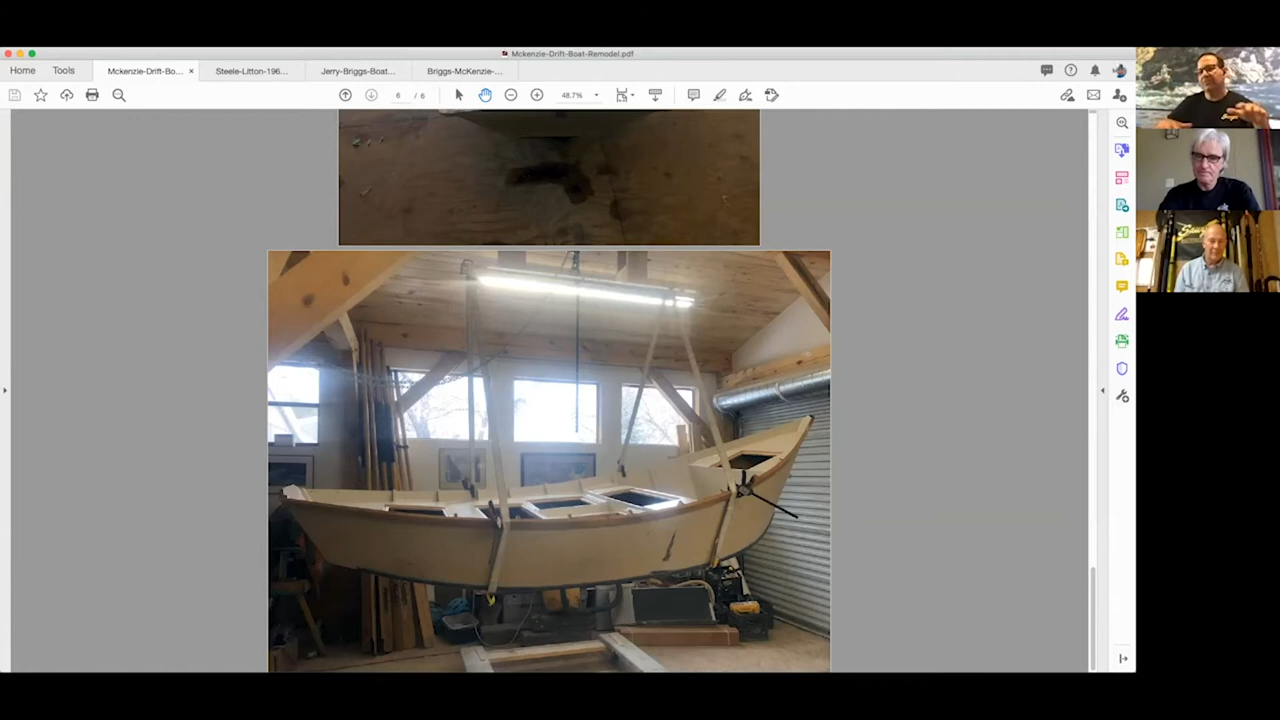 Mckenzie-Drift-Boat-Remodel.pdf
Home
Tools
Mckenzie-Drift-Bo...
Steele-Litton-196...
Jerry-Briggs-Boat...
Briggs-McKenzie-...
6 / 6
48.7%